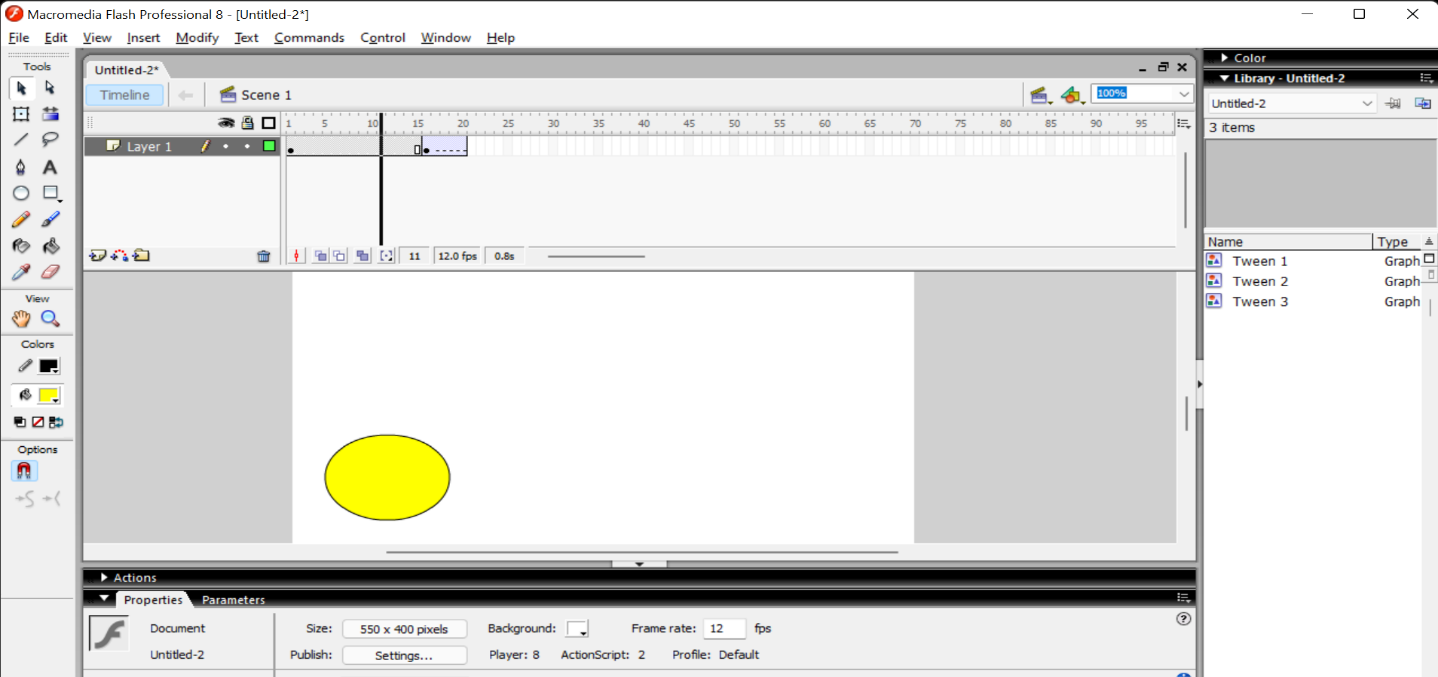 Macromedia Flash Professional 8 - [Untitled-2*]
File Edit View Insert Modify Text Commands Control Window Help
Tools
View
Colors
Options
Untitled-2*
Timeline
Scene 1
100%
1 5 10 15 20 25 30 35 40 45 50 55 60 65 70 75 80 85 90 95
Layer 1
11 12.0 fps 0.8s
Actions
Properties Parameters
Document
Untitled-2
Size: 550 x 400 pixels Background: Frame rate: 12 fps
Publish: Settings... Player: 8 ActionScript: 2 Profile: Default
Color
Library - Untitled-2
Untitled-2
3 items
Name Type
Tween 1 Graph
Tween 2 Graph
Tween 3 Graph